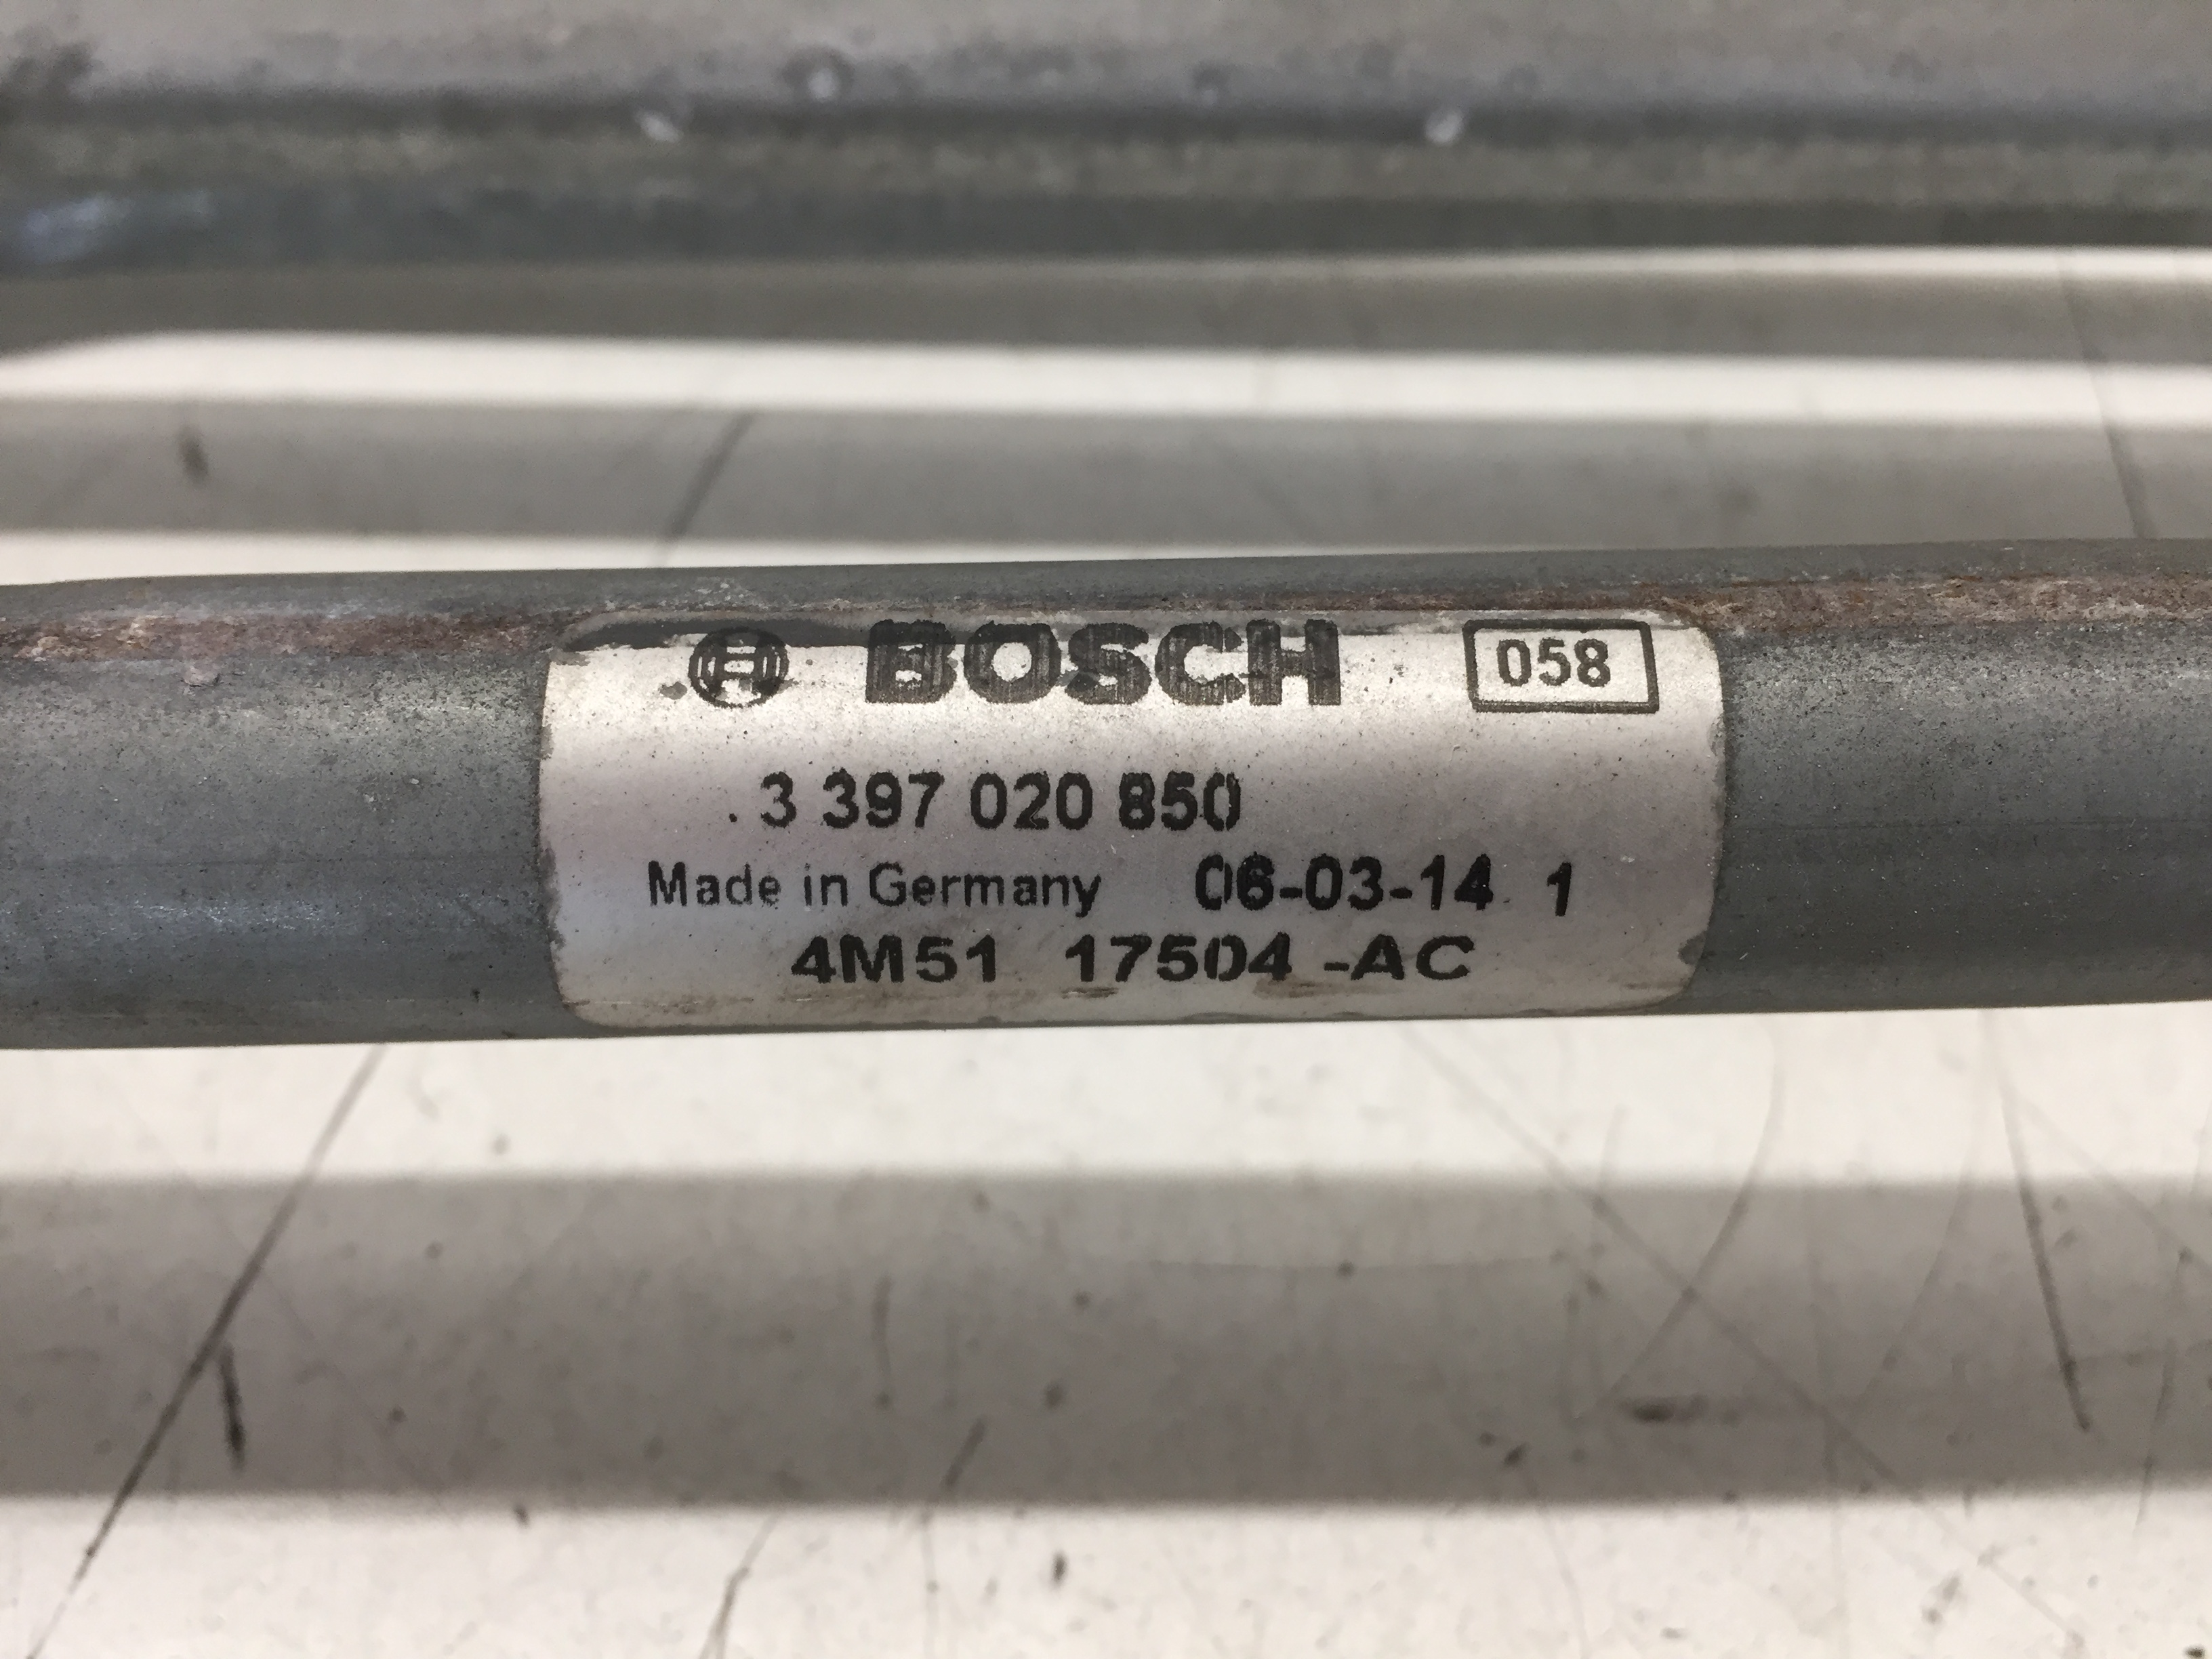 BOSCH 058
3 397 020 850
Made in Germany 06-03-14 1
4M51 17504 -AC